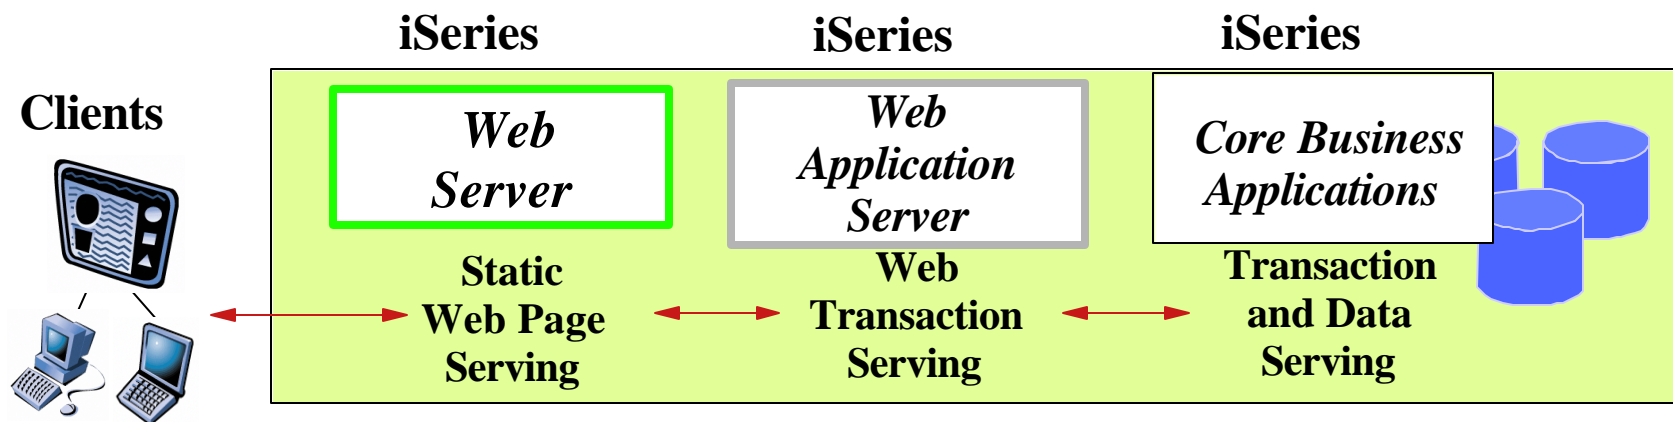 iSeries
iSeries
iSeries
Clients
Web
Server
Web
Application
Server
Core Business
Applications
Static
Web Page
Serving
Web
Transaction
Serving
Transaction
and Data
Serving